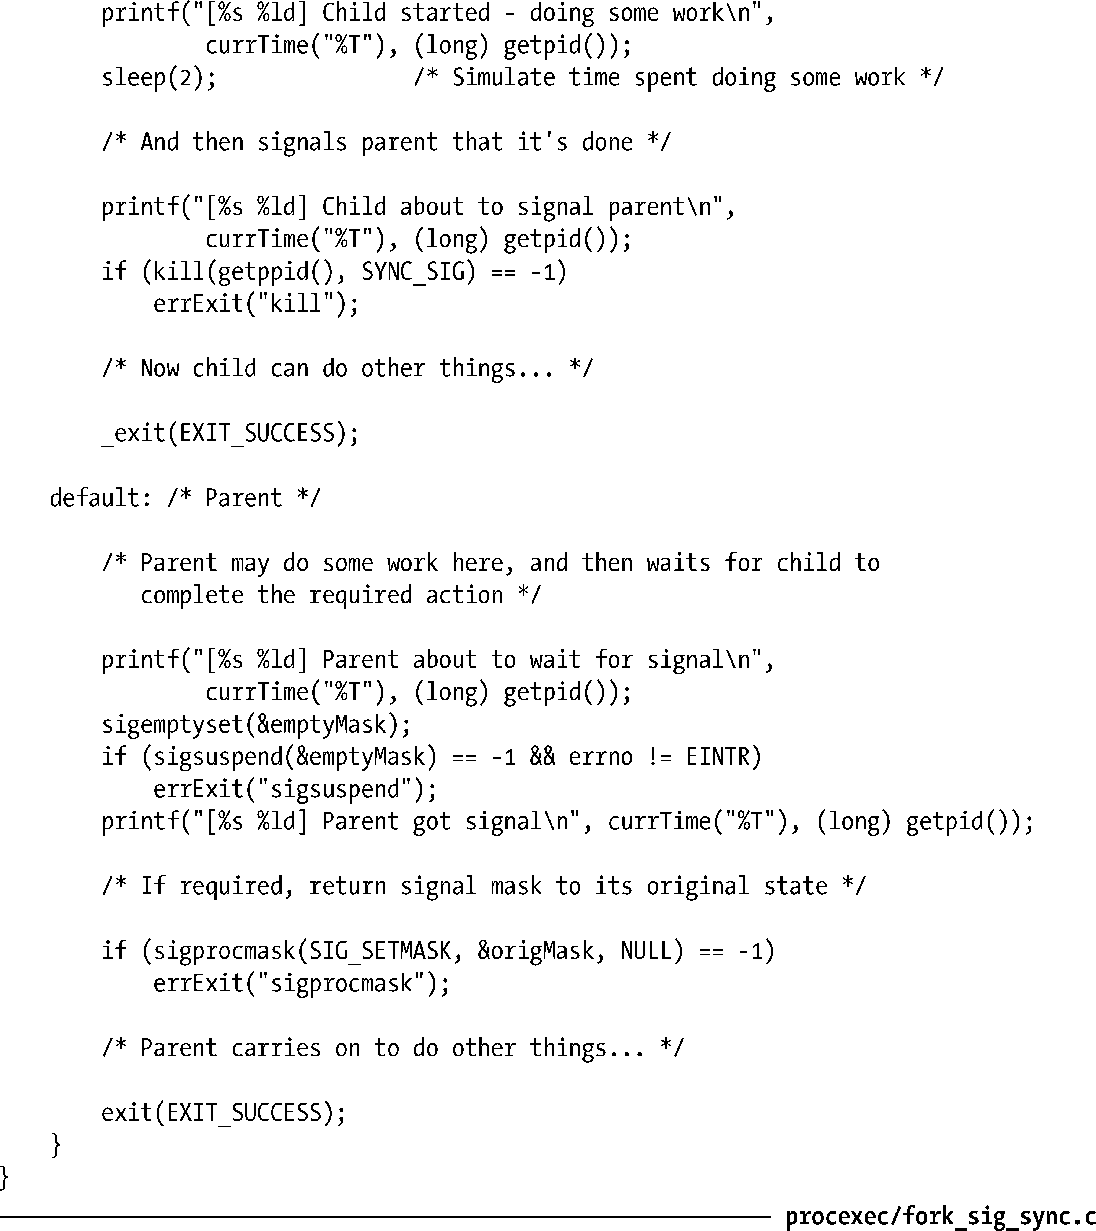 printf("[%s %ld] Child started - doing some work\n",
currTime("%T"), (long) getpid());
sleep(2); /* Simulate time spent doing some work */
/* And then signals parent that it's done */
printf("[%s %ld] Child about to signal parent\n",
currTime("%T"), (long) getpid());
if (kill(getppid(), SYNC_SIG) == -1)
errExit("kill");
/* Now child can do other things... */
_exit(EXIT_SUCCESS);
default: /* Parent */
/* Parent may do some work here, and then waits for child to
complete the required action */
printf("[%s %ld] Parent about to wait for signal\n",
currTime("%T"), (long) getpid());
sigemptyset(&emptyMask);
if (sigsuspend(&emptyMask) == -1 && errno != EINTR)
errExit("sigsuspend");
printf("[%s %ld] Parent got signal\n", currTime("%T"), (long) getpid());
/* If required, return signal mask to its original state */
if (sigprocmask(SIG_SETMASK, &origMask, NULL) == -1)
errExit("sigprocmask");
/* Parent carries on to do other things... */
exit(EXIT_SUCCESS);
}
}
procexec/fork_sig_sync.c